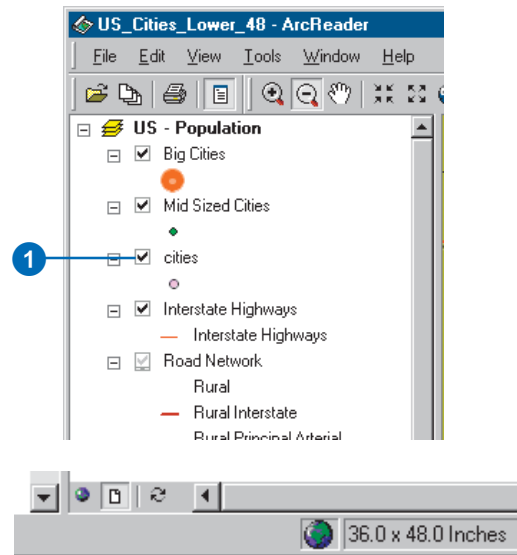 US_Cities_Lower_48 - ArcReader
File Edit View Tools Window Help
US - Population
Big Cities
Mid Sized Cities
1
cities
Interstate Highways
Interstate Highways
Road Network
Rural
Rural Interstate
Rural Principal Arterial
36.0 x 48.0 Inches